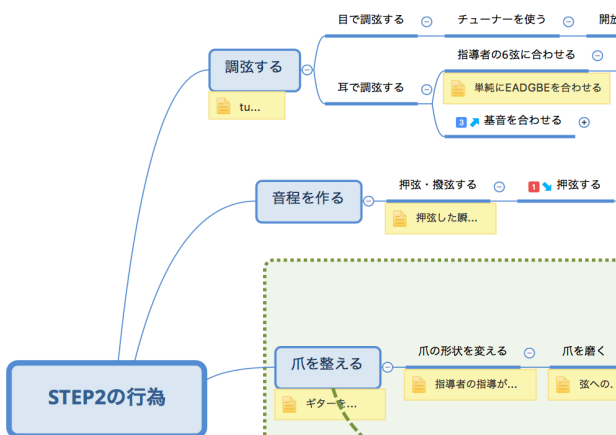 目で調弦する
チューナーを使う
開放
調弦する
tu...
耳で調弦する
指導者の6弦に合わせる
単純にEADGBEを合わせる
3 基音を合わせる
音程を作る
押弦・撥弦する
1 押弦する
押弦した瞬...
爪を整える
爪の形状を変える
爪を磨く
指導者の指導が...
弦への.
ギターを...
STEP2の行為